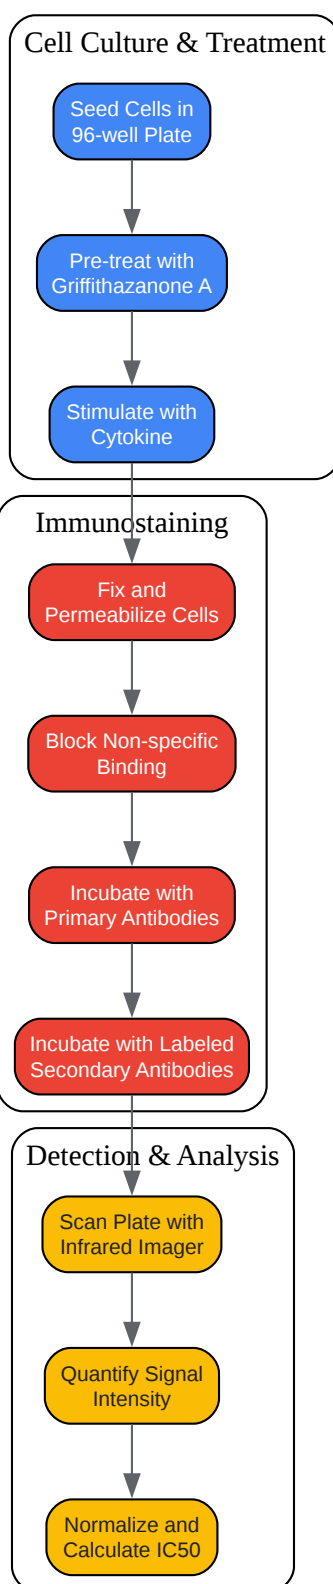 Cell Culture & Treatment
Seed Cells in
96-well Plate
Pre-treat with
Griffithazanone A
Stimulate with
Cytokine
Immunostaining
Fix and
Permeabilize Cells
Block Non-specific
Binding
Incubate with
Primary Antibodies
Incubate with Labeled
Secondary Antibodies
Detection & Analysis
Scan Plate with
Infrared Imager
Quantify Signal
Intensity
Normalize and
Calculate IC50